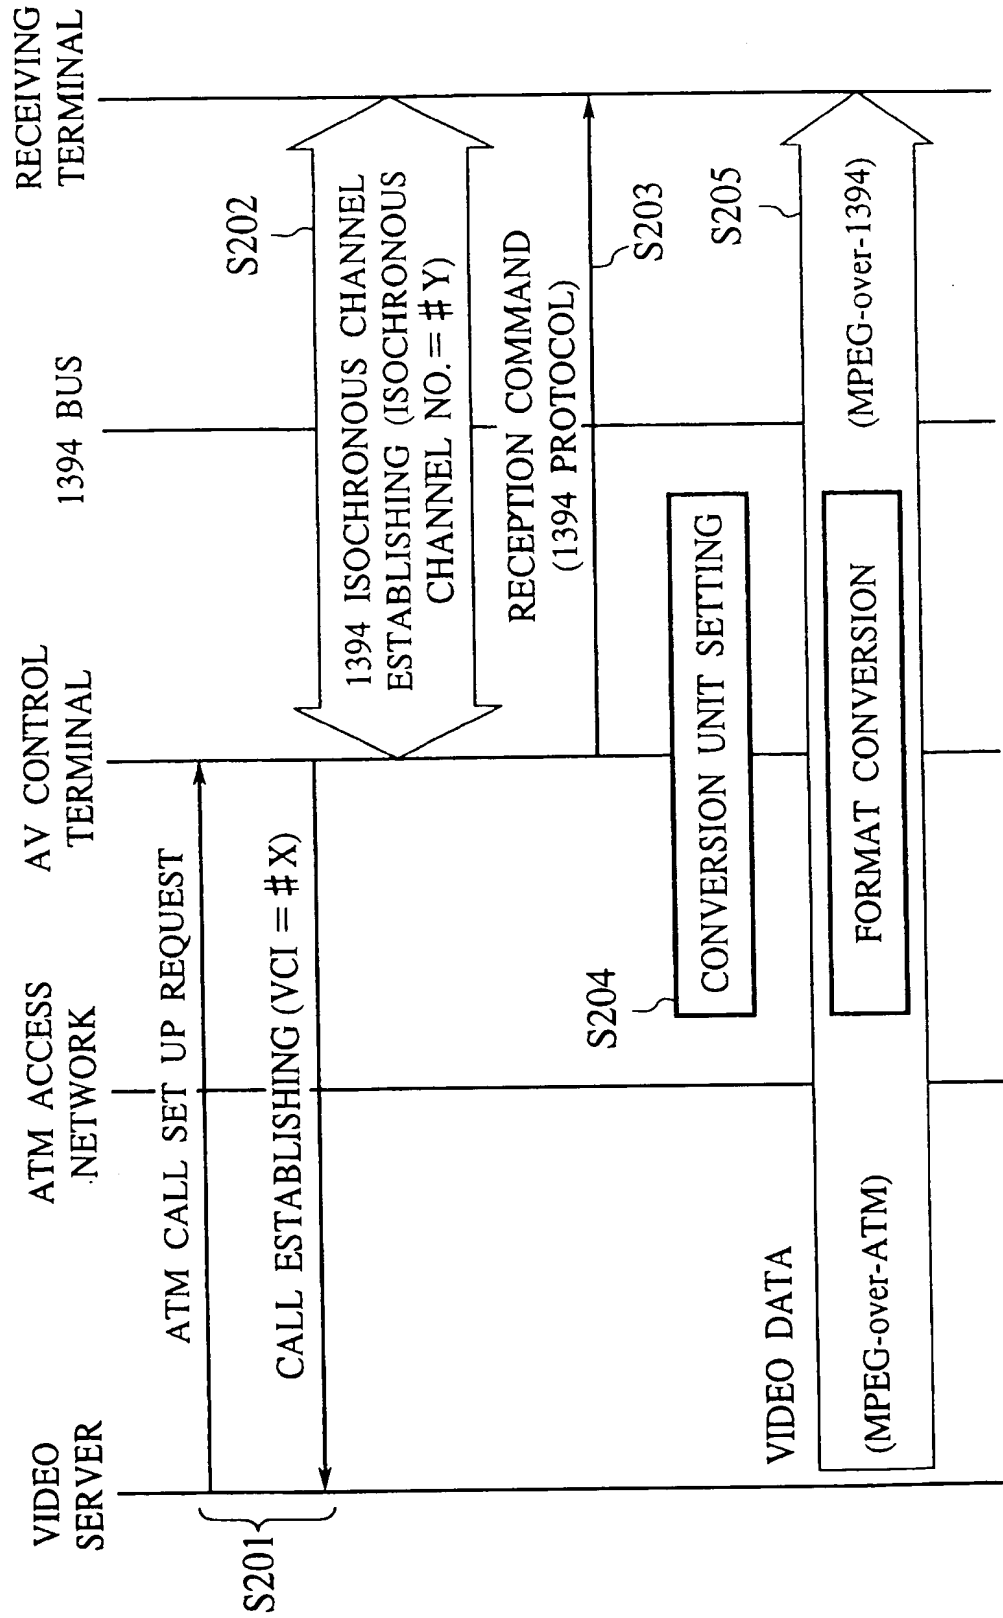 VIDEO
SERVER
ATM ACCESS
NETWORK
AV CONTROL
TERMINAL
1394 BUS
RECEIVING
TERMINAL
S201
ATM CALL SET UP REQUEST
CALL ESTABLISHING (VCI = # X)
S202
1394 ISOCHRONOUS CHANNEL
ESTABLISHING (ISOCHRONOUS
CHANNEL NO. = # Y)
RECEPTION COMMAND
(1394 PROTOCOL)
S203
S204
CONVERSION UNIT SETTING
S205
VIDEO DATA
(MPEG-over-ATM)
FORMAT CONVERSION
(MPEG-over-1394)